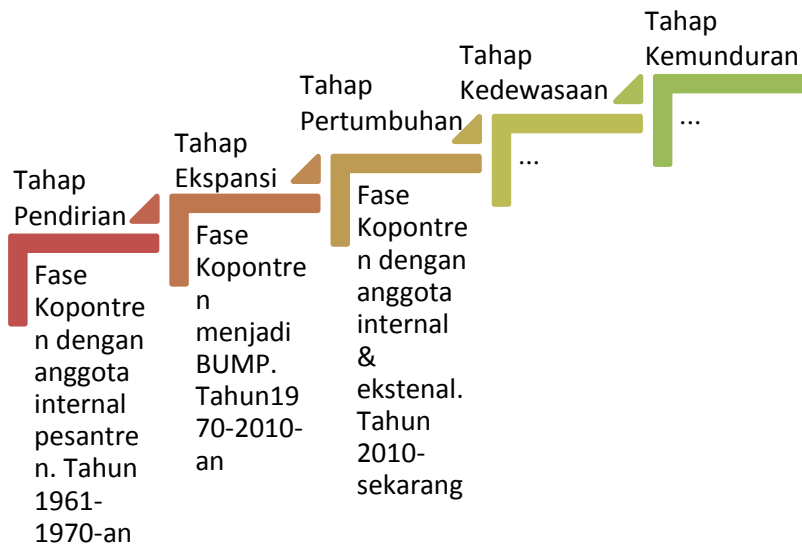 Tahap
Pendirian
Fase
Kopontre
n dengan
anggota
internal
pesantre
n. Tahun
1961-
1970-an
Tahap
Ekspansi
Fase
Kopontre
n
menjadi
BUMP.
Tahun19
70-2010-
an
Tahap
Pertumbuhan
Fase
Kopontre
n dengan
anggota
internal
&
ekstenal.
Tahun
2010-
sekarang
Tahap
Kedewasaan
...
Tahap
Kemunduran
...